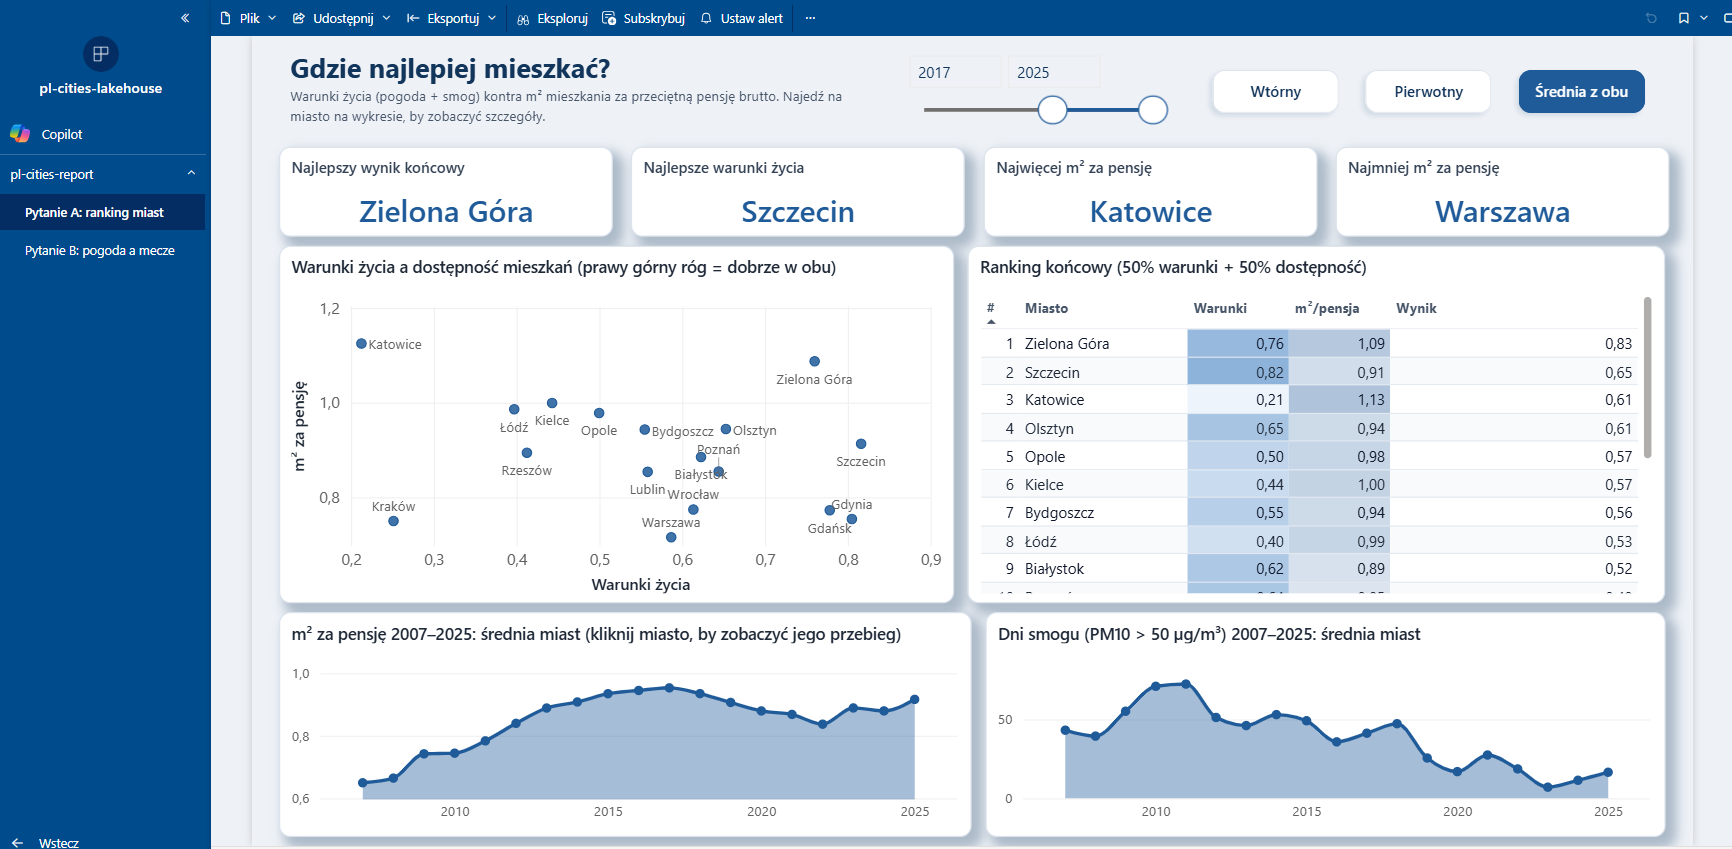 Plik
Udostępnij
Eksportuj
Eksploruj
Subskrybuj
Ustaw alert
...
pl-cities-lakehouse
Copilot
pl-cities-report
Pytanie A: ranking miast
Pytanie B: pogoda a mecze
Wstecz
Gdzie najlepiej mieszkać?
Warunki życia (pogoda + smog) kontra m² mieszkania za przeciętną pensję brutto. Najedź na
miasto na wykresie, by zobaczyć szczegóły.
2017
2025
Wtórny
Pierwotny
Średnia z obu
Najlepszy wynik końcowy
Zielona Góra
Najlepsze warunki życia
Szczecin
Najwięcej m² za pensję
Katowice
Najmniej m² za pensję
Warszawa
Warunki życia a dostępność mieszkań (prawy górny róg = dobrze w obu)
m² za pensję
1,2
1,0
0,8
Katowice
Zielona Góra
Łódź
Kielce
Opole
Bydgoszcz
Olsztyn
Poznań
Szczecin
Rzeszów
Białystok
Lublin
Wrocław
Kraków
Gdynia
Warszawa
Gdańsk
0,2
0,3
0,4
0,5
0,6
0,7
0,8
0,9
Warunki życia
Ranking końcowy (50% warunki + 50% dostępność)
# Miasto Warunki m²/pensja Wynik
1 Zielona Góra 0,76 1,09 0,83
2 Szczecin 0,82 0,91 0,65
3 Katowice 0,21 1,13 0,61
4 Olsztyn 0,65 0,94 0,61
5 Opole 0,50 0,98 0,57
6 Kielce 0,44 1,00 0,57
7 Bydgoszcz 0,55 0,94 0,56
8 Łódź 0,40 0,99 0,53
9 Białystok 0,62 0,89 0,52
m² za pensję 2007–2025: średnia miast (kliknij miasto, by zobaczyć jego przebieg)
1,0
0,8
0,6
2010
2015
2020
2025
Dni smogu (PM10 > 50 µg/m³) 2007–2025: średnia miast
50
0
2010
2015
2020
2025